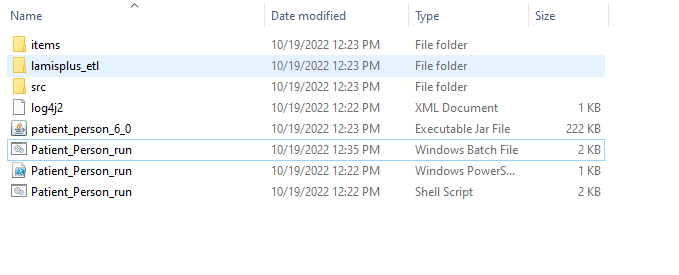 Name Date modified Type Size
items 10/19/2022 12:23 PM File folder
lamisplus_etl 10/19/2022 12:23 PM File folder
src 10/19/2022 12:23 PM File folder
log4j2 10/19/2022 12:22 PM XML Document 1 KB
patient_person_6_0 10/19/2022 12:23 PM Executable Jar File 222 KB
Patient_Person_run 10/19/2022 12:35 PM Windows Batch File 2 KB
Patient_Person_run 10/19/2022 12:22 PM Windows PowerS... 1 KB
Patient_Person_run 10/19/2022 12:22 PM Shell Script 2 KB